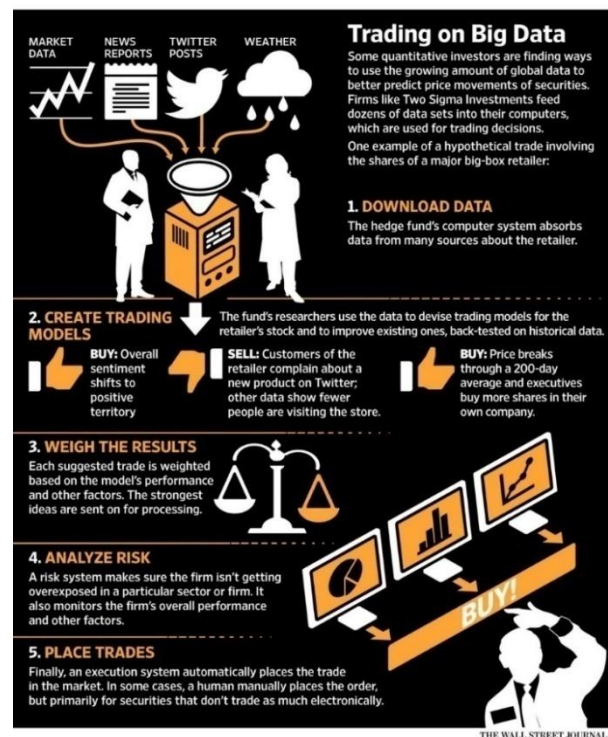 MARKET
DATA
NEWS
REPORTS
TWITTER
POSTS
WEATHER
Trading on Big Data
Some quantitative investors are finding ways
to use the growing amount of global data to
better predict price movements of securities.
Firms like Two Sigma Investments feed
dozens of data sets into their computers,
which are used for trading decisions.
One example of a hypothetical trade involving
the shares of a major big-box retailer:
1. DOWNLOAD DATA
The hedge fund's computer system absorbs
data from many sources about the retailer.
2. CREATE TRADING
MODELS
The fund's researchers use the data to devise trading models for the
retailer's stock and to improve existing ones, back-tested on historical data.
BUY: Overall
sentiment
shifts to
positive
territory
SELL: Customers of the
retailer complain about a
new product on Twitter;
other data show fewer
people are visiting the store.
BUY: Price breaks
through a 200-day
average and executives
buy more shares in their
own company.
3. WEIGH THE RESULTS
Each suggested trade is weighted
based on the model's performance
and other factors. The strongest
ideas are sent on for processing.
4. ANALYZE RISK
A risk system makes sure the firm isn't getting
overexposed in a particular sector or firm. It
also monitors the firm's overall performance
and other factors.
BUY!
5. PLACE TRADES
Finally, an execution system automatically places the trade
in the market. In some cases, a human manually places the order,
but primarily for securities that don't trade as much electronically.
THE WALL STREET JOURNAL